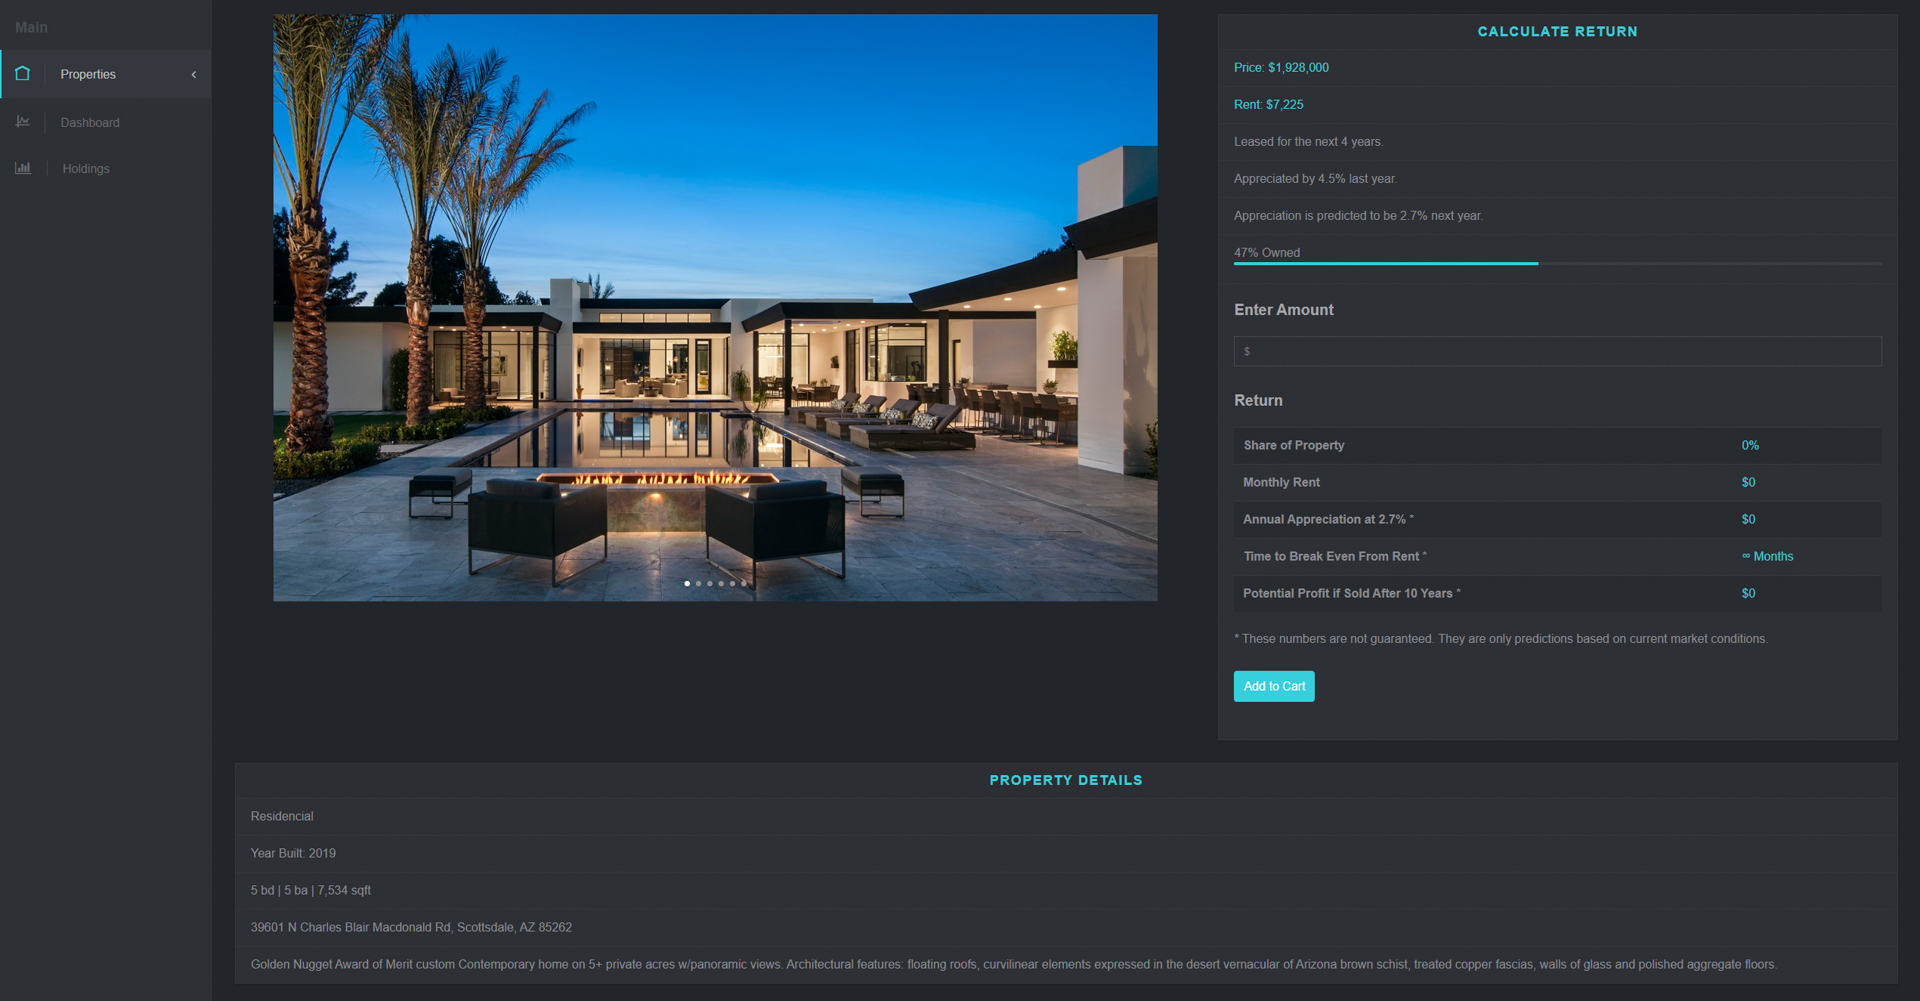 Main
Properties
Dashboard
Holdings
CALCULATE RETURN
Price: $1,928,000
Rent: $7,225
Leased for the next 4 years.
Appreciated by 4.5% last year.
Appreciation is predicted to be 2.7% next year.
47% Owned
Enter Amount
$
Return
Share of Property 0%
Monthly Rent $0
Annual Appreciation at 2.7% * $0
Time to Break Even From Rent * ∞ Months
Potential Profit if Sold After 10 Years * $0
* These numbers are not guaranteed. They are only predictions based on current market conditions.
Add to Cart
PROPERTY DETAILS
Residencial
Year Built: 2019
5 bd | 5 ba | 7,534 sqft
39601 N Charles Blair Macdonald Rd, Scottsdale, AZ 85262
Golden Nugget Award of Merit custom Contemporary home on 5+ private acres w/panoramic views. Architectural features: floating roofs, curvilinear elements expressed in the desert vernacular of Arizona brown schist, treated copper fascias, walls of glass and polished aggregate floors.